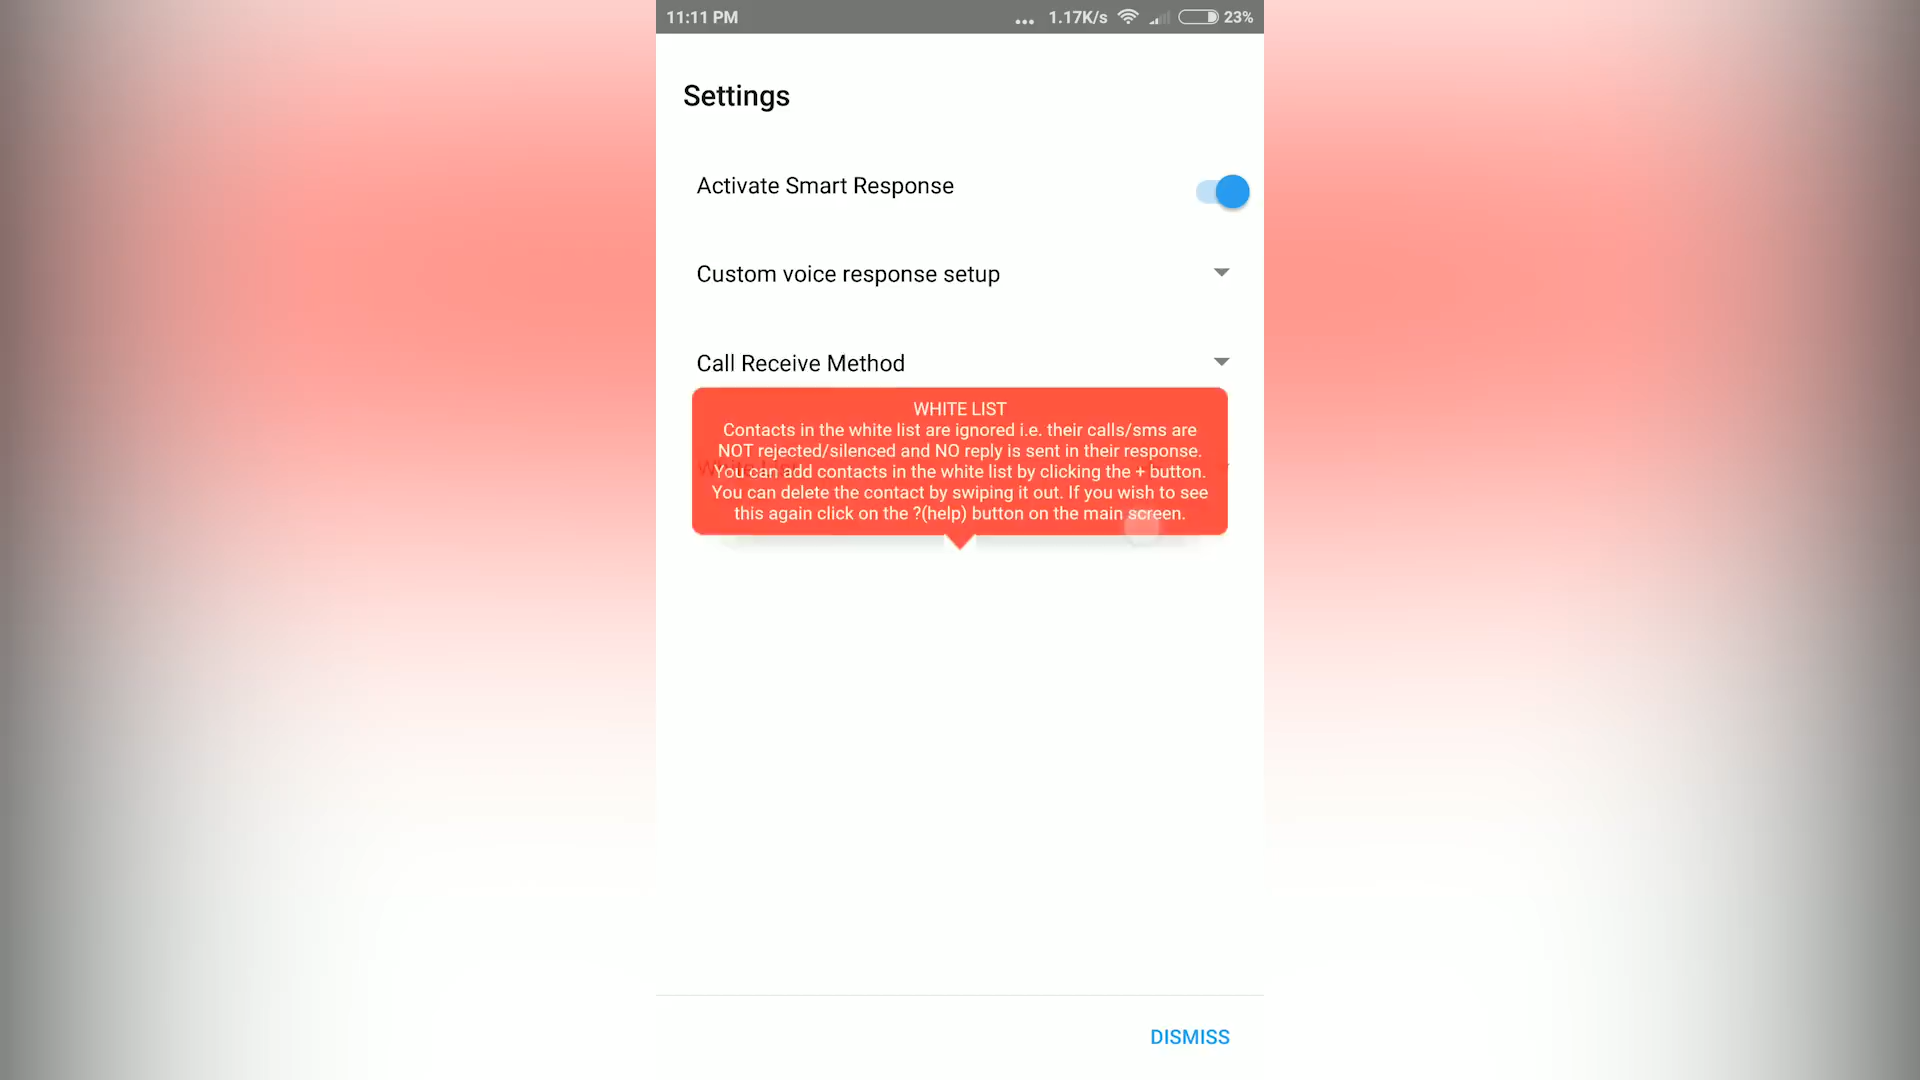 11:11 PM
... 1.17K/s 23%
Settings
Activate Smart Response
Custom voice response setup
Call Receive Method
WHITE LIST
Contacts in the white list are ignored i.e. their calls/sms are
NOT rejected/silenced and NO reply is sent in their response.
You can add contacts in the white list by clicking the + button.
You can delete the contact by swiping it out. If you wish to see
this again click on the ?(help) button on the main screen.
DISMISS